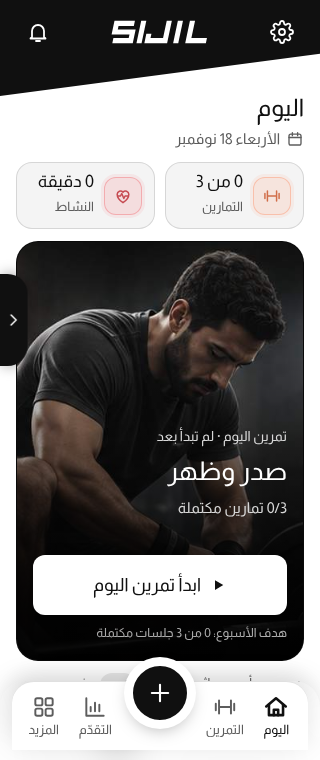 SIJIL
اليوم
الأربعاء 18 نوفمبر
0 من 3
التمارين
0 دقيقة
النشاط
تمرين اليوم · لم تبدأ بعد
صدر وظهر
0/3 تمارين مكتملة
ابدأ تمرين اليوم
هدف الأسبوع: 0 من 3 جلسات مكتملة
اليوم
التمرين
التقدّم
المزيد